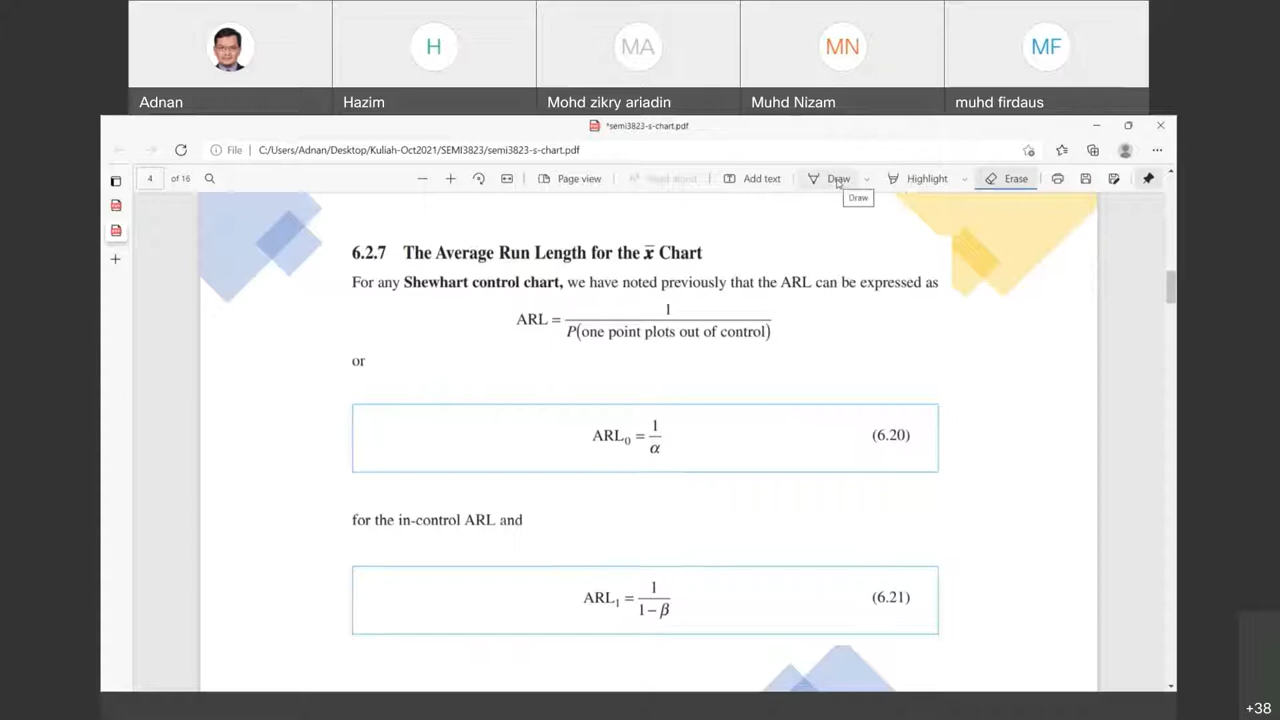 H
MA
MN
MF
Adnan
Hazim
Mohd zikry ariadin
Muhd Nizam
muhd firdaus
*semi3823-s-chart.pdf
File
C:/Users/Adnan/Desktop/Kuliah-Oct2021/SEMI3823/semi3823-s-chart.pdf
4 of 16
Page view
Read aloud
Add text
Draw
Highlight
Erase
Draw
6.2.7 The Average Run Length for the x̄ Chart
For any Shewhart control chart, we have noted previously that the ARL can be expressed as
ARL = 1 / P(one point plots out of control)
or
ARL₀ = 1 / α (6.20)
for the in-control ARL and
ARL₁ = 1 / 1 − β (6.21)
+38